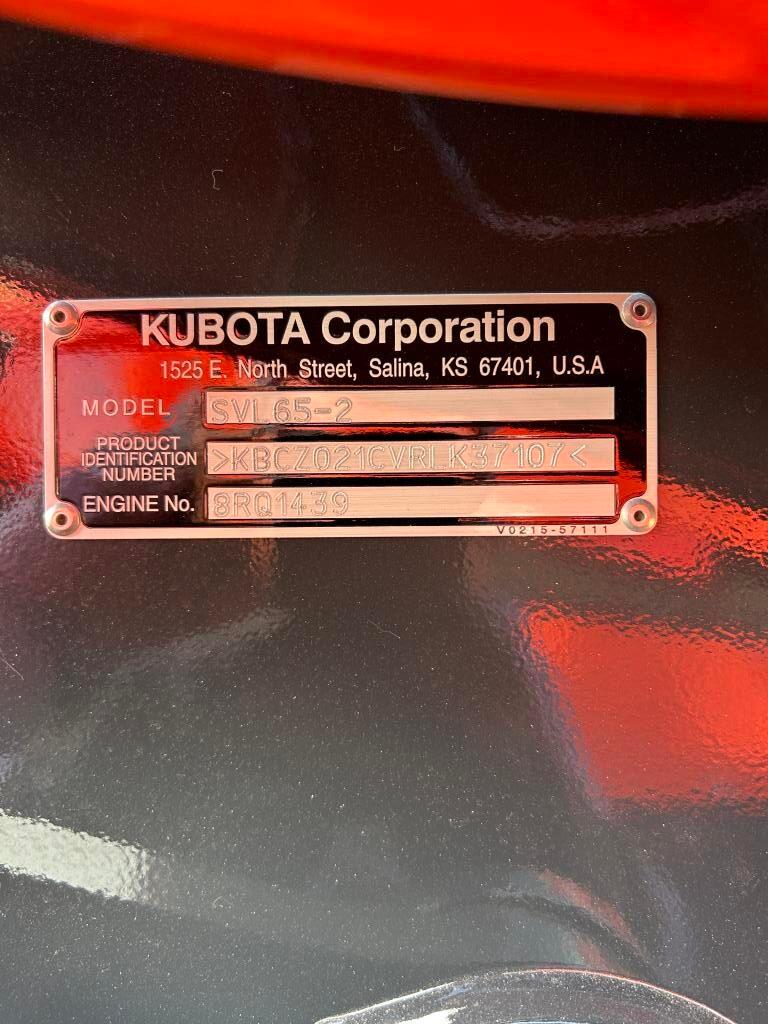 KUBOTA Corporation
1525 E. North Street, Salina, KS 67401, U.S.A
MODEL SVL65-2
PRODUCT
IDENTIFICATION
NUMBER
>KBCZ021CVRLK37107<
ENGINE No. 8RQ1439
V0215-57111